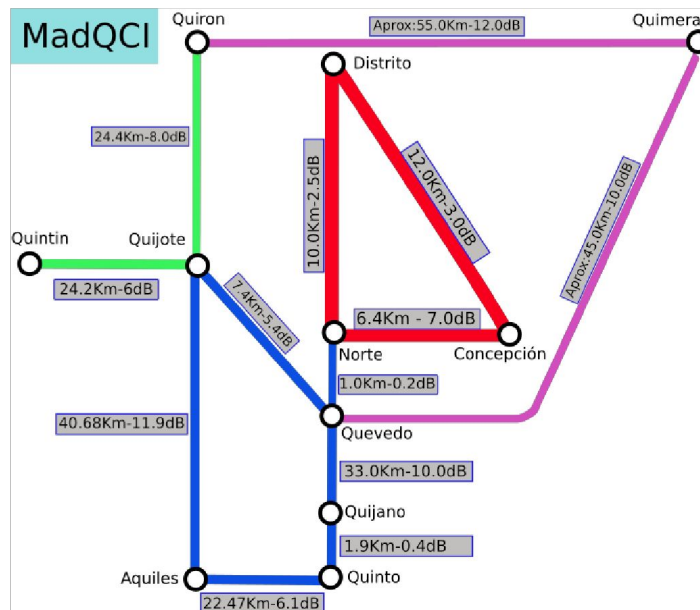 MadQCI
Quiron
Aprox:55.0Km-12.0dB
Quimera
Distrito
24.4Km-8.0dB
10.0Km-2.5dB
12.0Km-3.0dB
Aprox:45.0Km-10.0dB
Quintin
Quijote
24.2Km-6dB
7.4Km-5.4dB
6.4Km - 7.0dB
Norte
Concepción
1.0Km-0.2dB
40.68Km-11.9dB
Quevedo
33.0Km-10.0dB
Quijano
1.9Km-0.4dB
Aquiles
Quinto
22.47Km-6.1dB